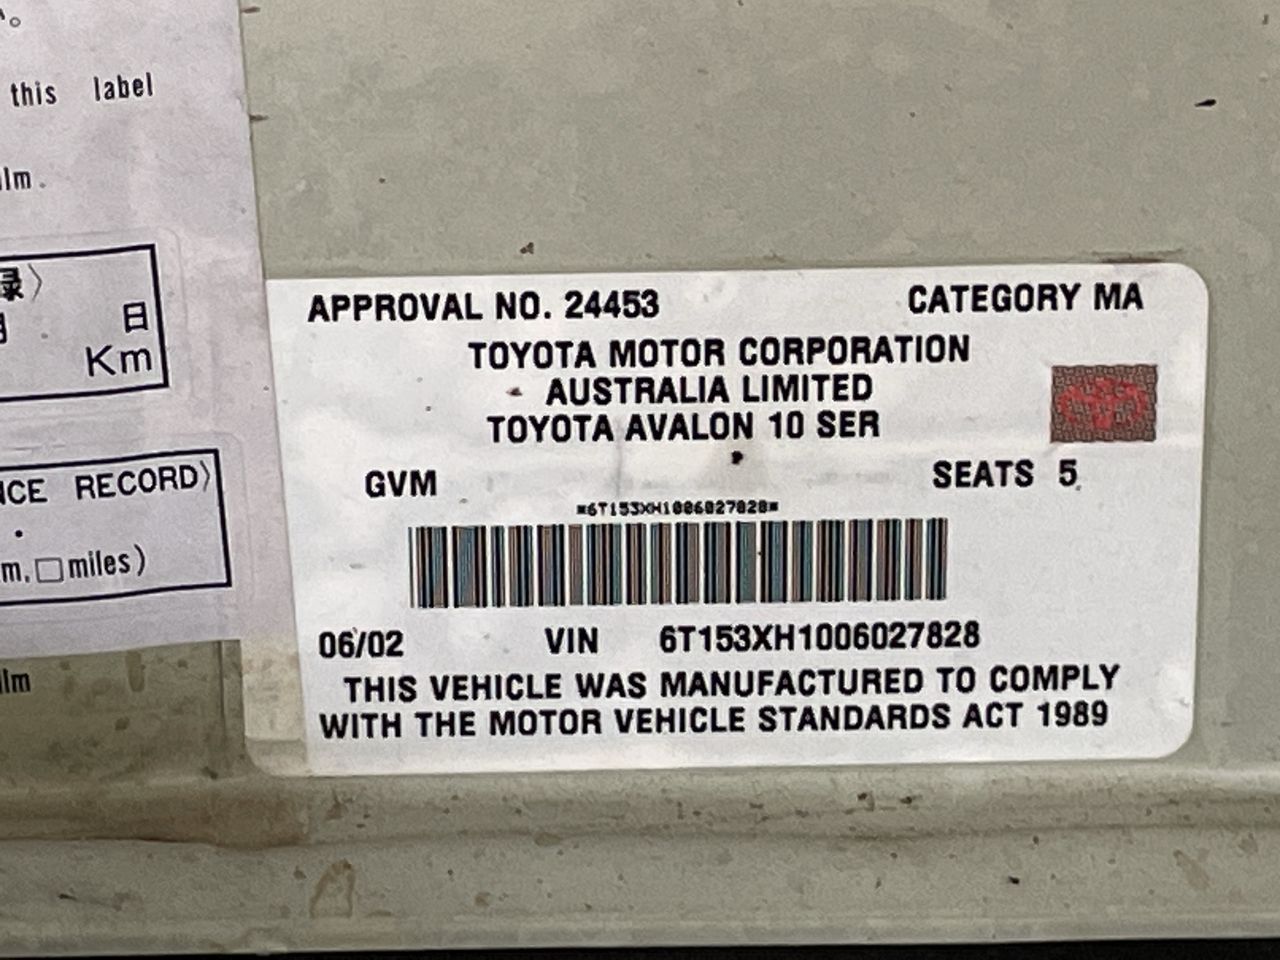 this label
lm.
録〉
日
Km
NCE RECORD〉
m, □miles)
lm
APPROVAL NO. 24453 CATEGORY MA
TOYOTA MOTOR CORPORATION
AUSTRALIA LIMITED
TOYOTA AVALON 10 SER
GVM SEATS 5
*6T153XH1006027828*
06/02 VIN 6T153XH1006027828
THIS VEHICLE WAS MANUFACTURED TO COMPLY
WITH THE MOTOR VEHICLE STANDARDS ACT 1989